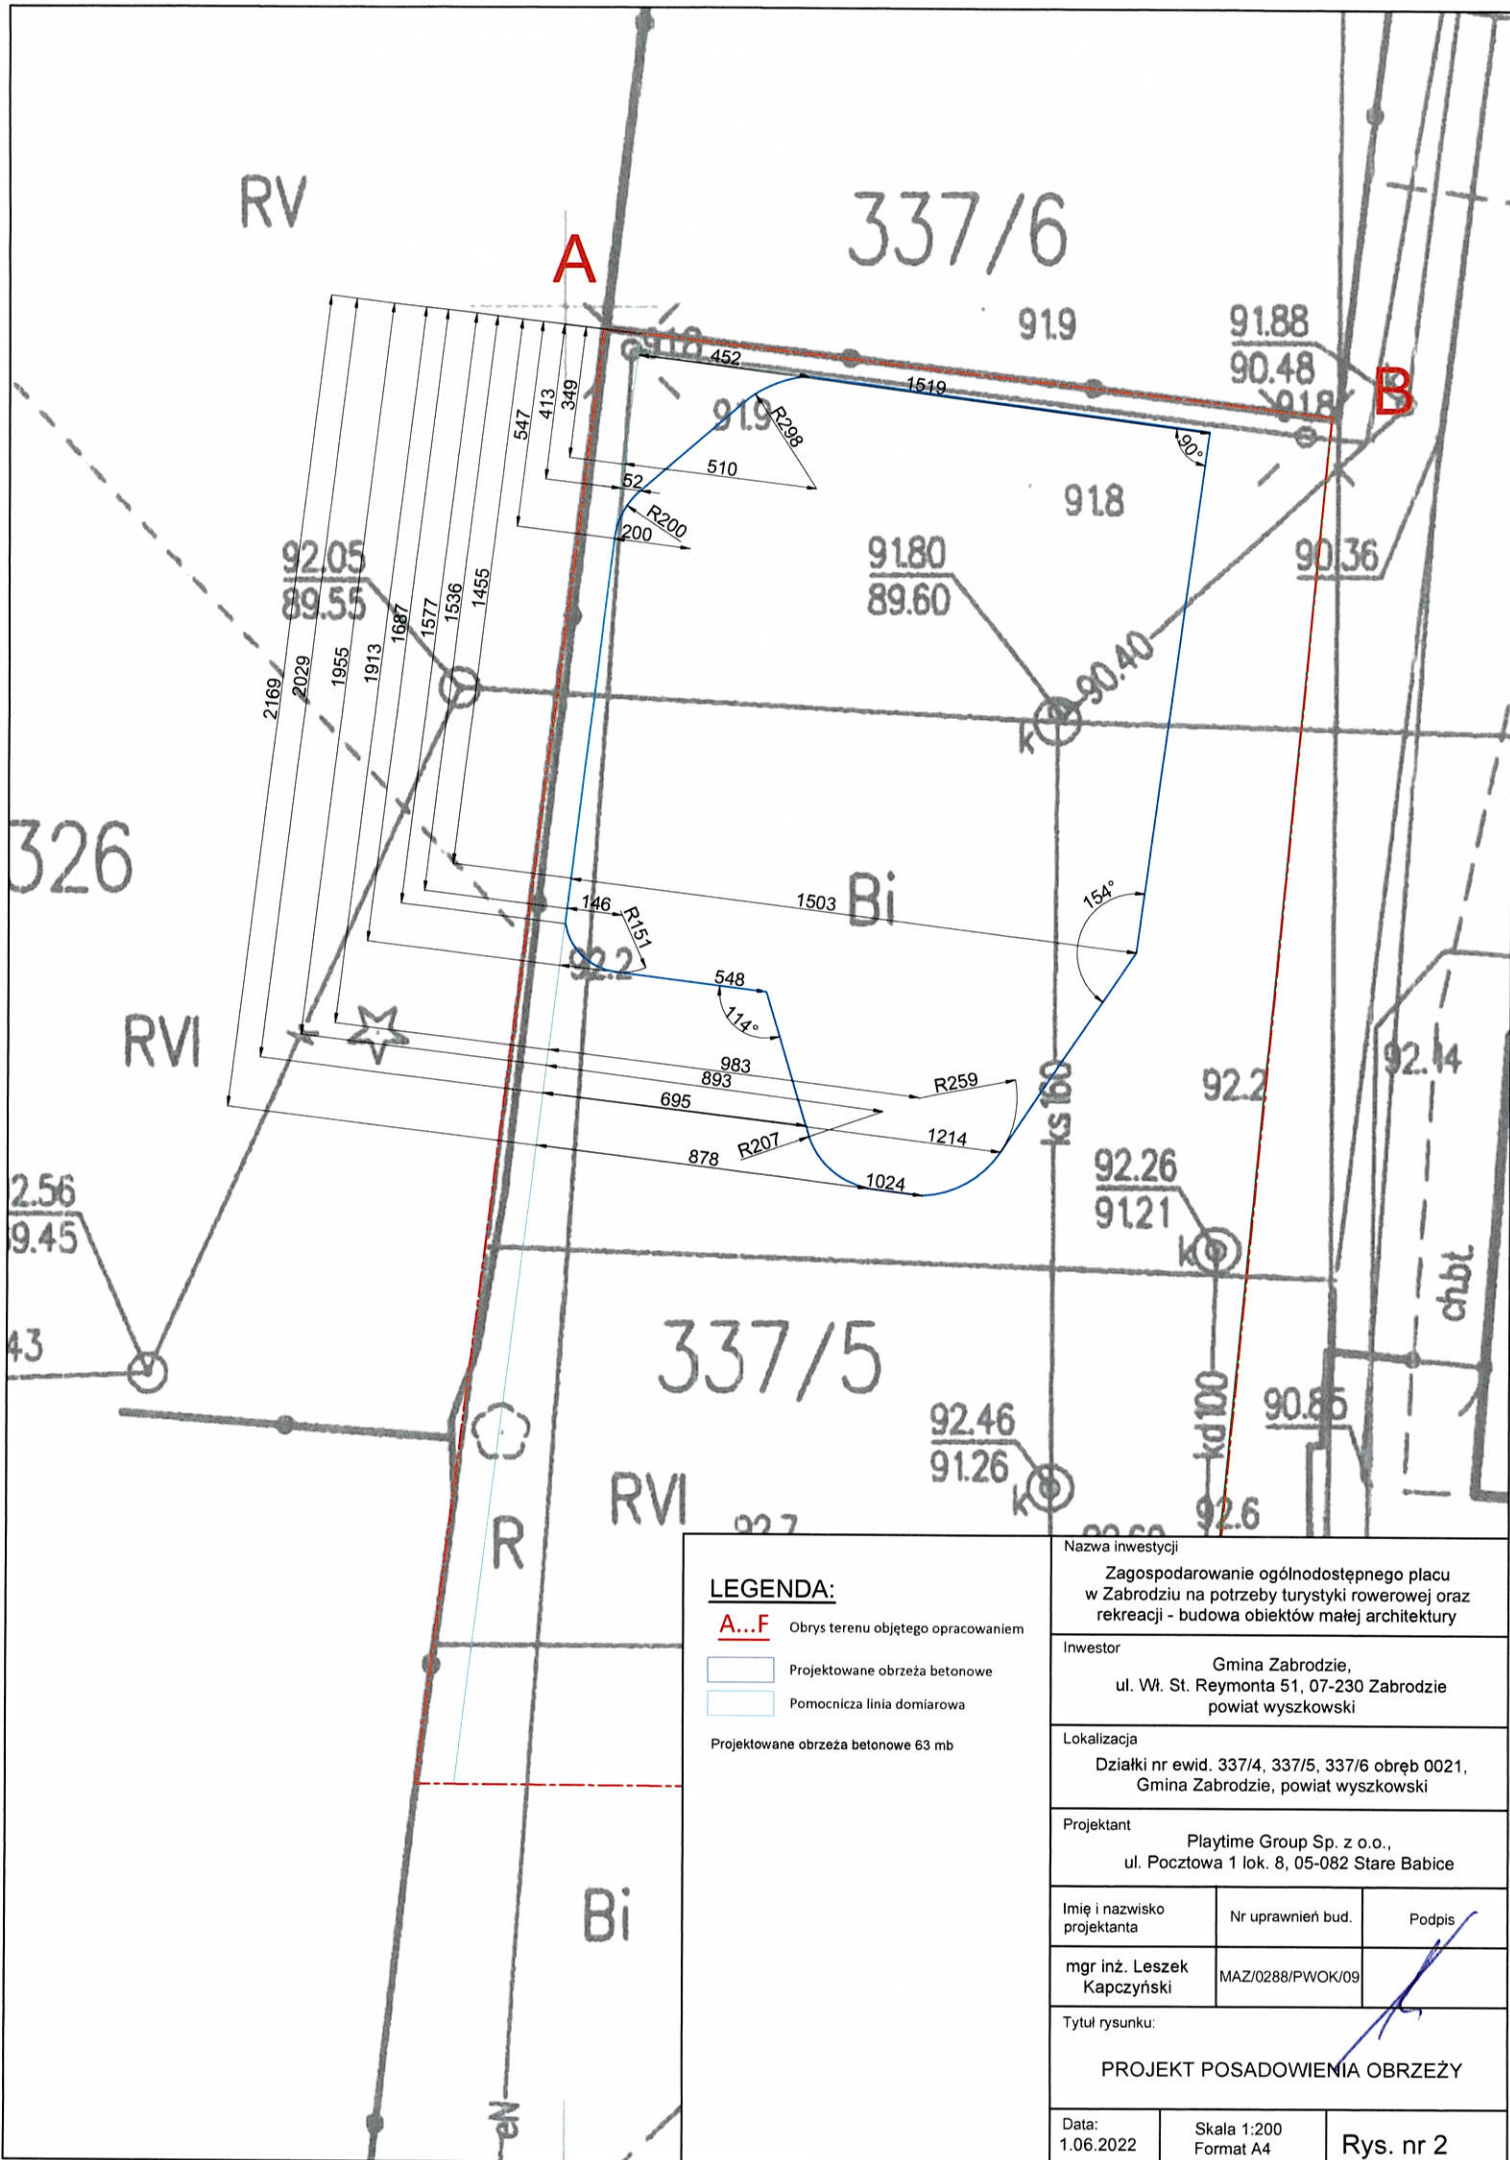 RV
337/6
A
91.9
91.88
90.48
B
91.8
91.8
452
1519
91.9
R298
90°
349
413
547
510
52
R200
200
91.8
92.05
89.55
91.80
89.60
90.36
90.40
1455
1536
1577
1687
1913
1955
2029
2169
k
326
1503
Bi
154°
146
R151
92.2
548
114°
RVI
983
893
R259
695
1214
R207
878
1024
ks160
92.2
92.14
92.26
91.21
k
2.56
9.45
43
337/5
ch.bt.
kd100
90.86
92.46
91.26
k
RVI
R
92.7
92.6
LEGENDA:
A...F Obrys terenu objętego opracowaniem
Projektowane obrzeża betonowe
Pomocnicza linia domiarowa
Projektowane obrzeża betonowe 63 mb
Bi
eN
Nazwa inwestycji
Zagospodarowanie ogólnodostępnego placu
w Zabrodziu na potrzeby turystyki rowerowej oraz
rekreacji - budowa obiektów małej architektury
Inwestor
Gmina Zabrodzie,
ul. Wł. St. Reymonta 51, 07-230 Zabrodzie
powiat wyszkowski
Lokalizacja
Działki nr ewid. 337/4, 337/5, 337/6 obręb 0021,
Gmina Zabrodzie, powiat wyszkowski
Projektant
Playtime Group Sp. z o.o.,
ul. Pocztowa 1 lok. 8, 05-082 Stare Babice
Imię i nazwisko
projektanta
Nr uprawnień bud.
Podpis
mgr inż. Leszek
Kapczyński
MAZ/0288/PWOK/09
Tytuł rysunku:
PROJEKT POSADOWIENIA OBRZEŻY
Data:
1.06.2022
Skala 1:200
Format A4
Rys. nr 2